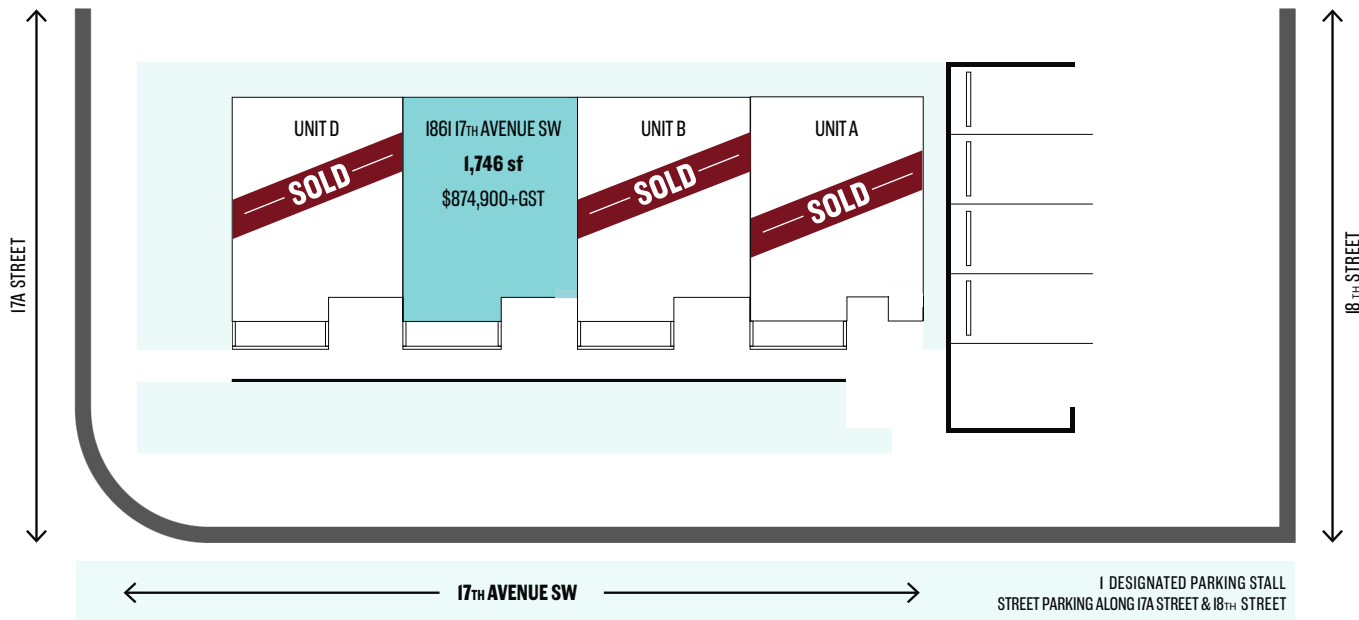 UNIT D
SOLD
1861 17TH AVENUE SW
1,746 sf
$874,900+GST
UNIT B
SOLD
UNIT A
SOLD
17A STREET
18TH STREET
17TH AVENUE SW
1 DESIGNATED PARKING STALL
STREET PARKING ALONG 17A STREET & 18TH STREET